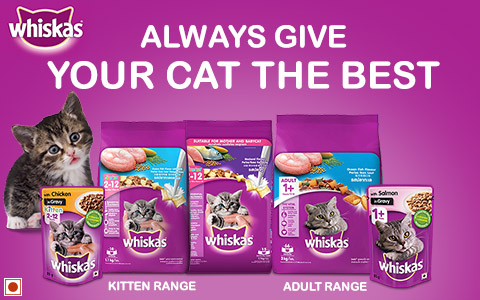 whiskas
ALWAYS GIVE
YOUR CAT THE BEST
SUITABLE FOR MOTHER AND BABYCAT
2-12
whiskas
2-12
whiskas
ADULT
1+
whiskas
with Chicken
in Gravy
Kitten
2-12
whiskas
with Salmon
in Gravy
1+
whiskas
KITTEN RANGE
ADULT RANGE